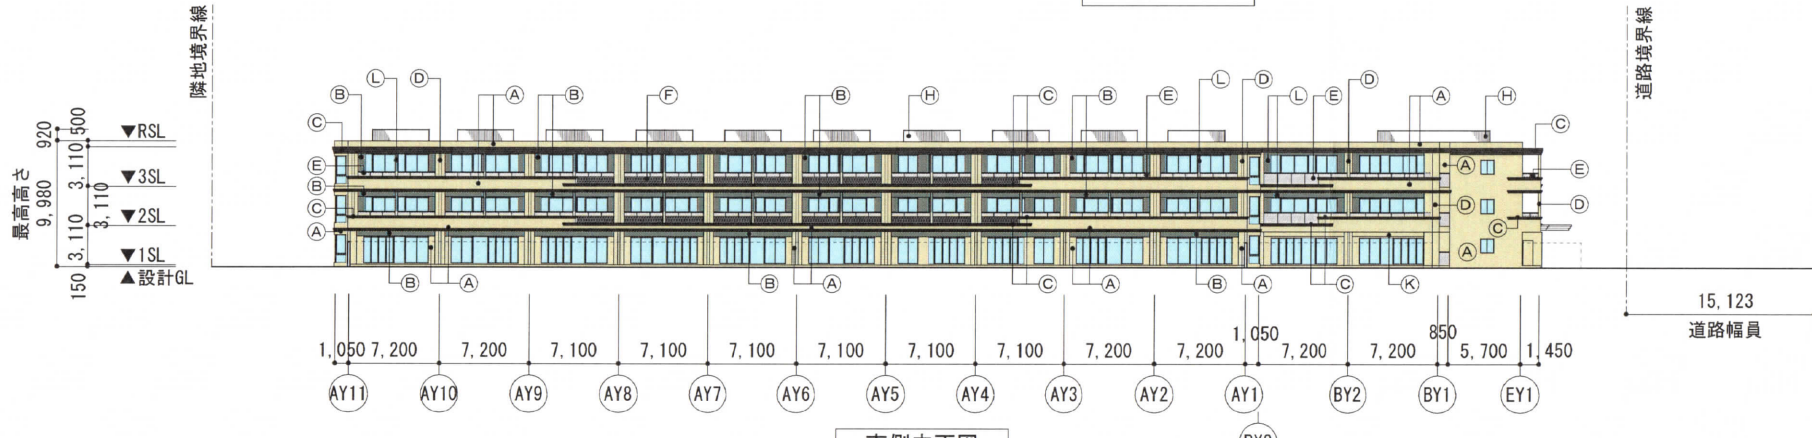 隣地境界線
道路境界線
L D B A B F B H C B E L D L E D A H
C C
920 500
▼RSL
3,110
▼3SL
3,110
▼2SL
3,110
▼1SL
150
▲設計GL
最高高さ
9,980
E
B
C
A
A
E
D
D
C
A
B A B A C A B A C K
15,123
道路幅員
1,050 7,200 7,200 7,100 7,100 7,100 7,100 7,100 7,100 7,200 7,200 1,050 7,200 7,200 850 5,700 1,450
AY11 AY10 AY9 AY8 AY7 AY6 AY5 AY4 AY3 AY2 AY1 BY2 BY1 EY1